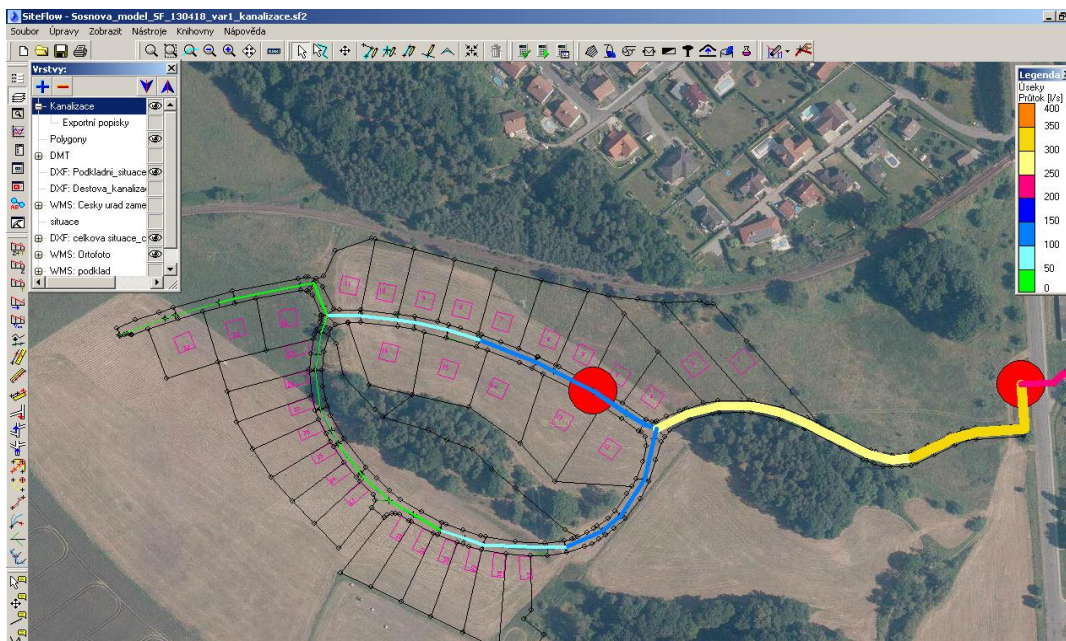 SiteFlow - Sosnova_model_SF_130418_var1_kanalizace.sf2
Soubor Úpravy Zobrazit Nástroje Knihovny Nápověda
Vrstvy:
Kanalizace
Exportní popisky
Polygony
DMT
DXF: Podkladni_situace
DXF: Destova_kanaliza
WMS: Cesky urad zame
situace
DXF: celkova situace_c
WMS: Ortofoto
WMS: podklad
Legenda
Úseky
Průtok [l/s]
400
350
300
250
200
150
100
50
0